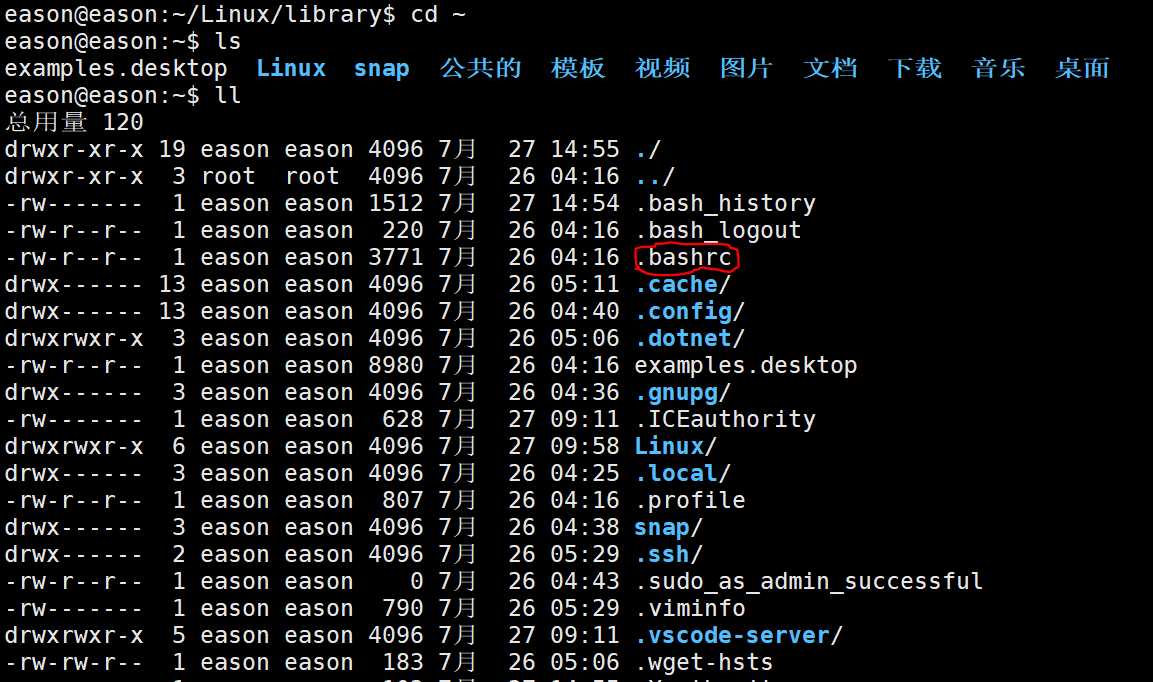 eason@eason:~/Linux/library$ cd ~
eason@eason:~$ ls
examples.desktop  Linux  snap  公共的  模板  视频  图片  文档  下载  音乐  桌面
eason@eason:~$ ll
总用量 120
drwxr-xr-x 19 eason eason 4096 7月  27 14:55 ./
drwxr-xr-x  3 root  root  4096 7月  26 04:16 ../
-rw-------  1 eason eason 1512 7月  27 14:54 .bash_history
-rw-r--r--  1 eason eason  220 7月  26 04:16 .bash_logout
-rw-r--r--  1 eason eason 3771 7月  26 04:16 .bashrc
drwx------ 13 eason eason 4096 7月  26 05:11 .cache/
drwx------ 13 eason eason 4096 7月  26 04:40 .config/
drwxrwxr-x  3 eason eason 4096 7月  26 05:06 .dotnet/
-rw-r--r--  1 eason eason 8980 7月  26 04:16 examples.desktop
drwx------  3 eason eason 4096 7月  26 04:36 .gnupg/
-rw-------  1 eason eason  628 7月  27 09:11 .ICEauthority
drwxrwxr-x  6 eason eason 4096 7月  27 09:58 Linux/
drwx------  3 eason eason 4096 7月  26 04:25 .local/
-rw-r--r--  1 eason eason  807 7月  26 04:16 .profile
drwx------  3 eason eason 4096 7月  26 04:38 snap/
drwx------  2 eason eason 4096 7月  26 05:29 .ssh/
-rw-r--r--  1 eason eason    0 7月  26 04:43 .sudo_as_admin_successful
-rw-------  1 eason eason  790 7月  26 05:29 .viminfo
drwxrwxr-x  5 eason eason 4096 7月  27 09:11 .vscode-server/
-rw-rw-r--  1 eason eason  183 7月  26 05:06 .wget-hsts